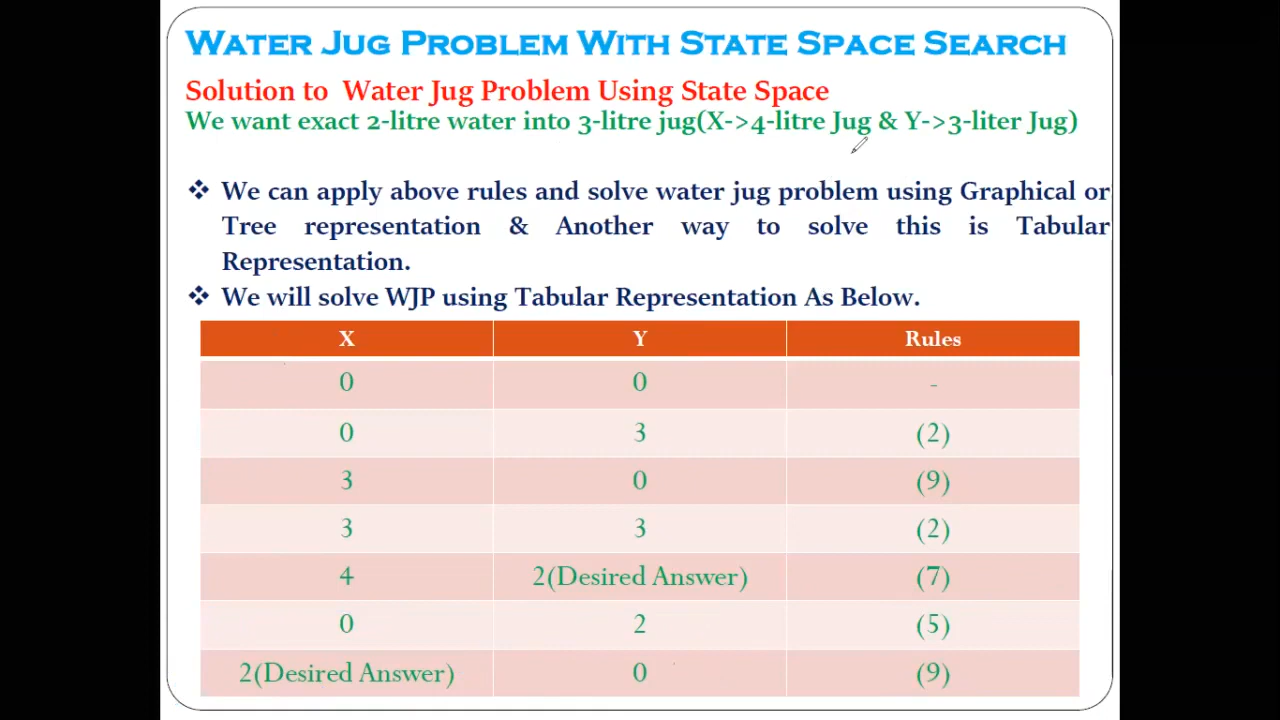 WATER JUG PROBLEM WITH STATE SPACE SEARCH
Solution to Water Jug Problem Using State Space
We want exact 2-litre water into 3-litre jug(X->4-litre Jug & Y->3-liter Jug)
❖ We can apply above rules and solve water jug problem using Graphical or
Tree representation & Another way to solve this is Tabular
Representation.
❖ We will solve WJP using Tabular Representation As Below.
X Y Rules
0 0 -
0 3 (2)
3 0 (9)
3 3 (2)
4 2(Desired Answer) (7)
0 2 (5)
2(Desired Answer) 0 (9)